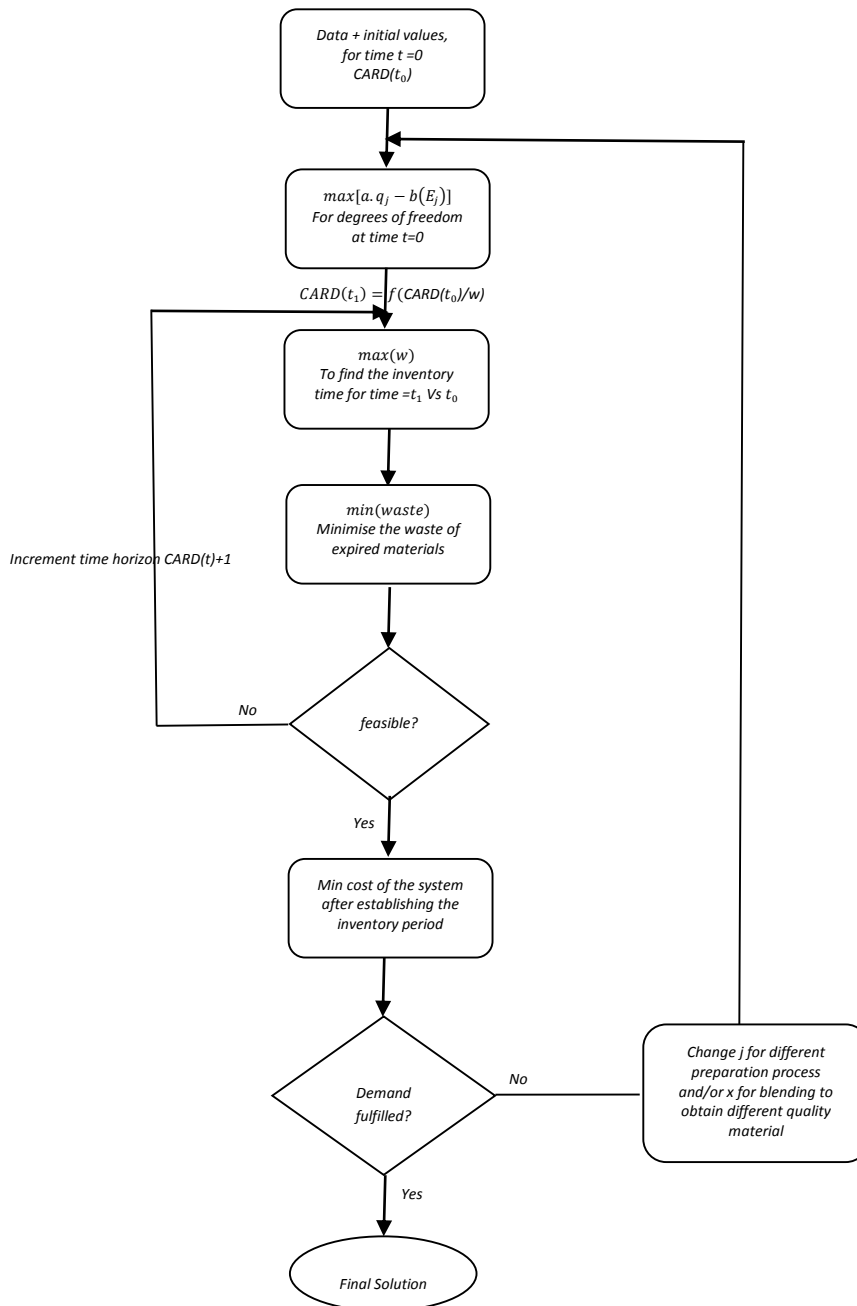 Data + initial values,
for time t =0
CARD(t₀)
max[a. qⱼ − b(Eⱼ)]
For degrees of freedom
at time t=0
CARD(t₁) = f(CARD(t₀)/w)
max(w)
To find the inventory
time for time =t₁ Vs t₀
min(waste)
Minimise the waste of
expired materials
Increment time horizon CARD(t)+1
No
feasible?
Yes
Min cost of the system
after establishing the
inventory period
Demand
fulfilled?
No
Change j for different
preparation process
and/or x for blending to
obtain different quality
material
Yes
Final Solution